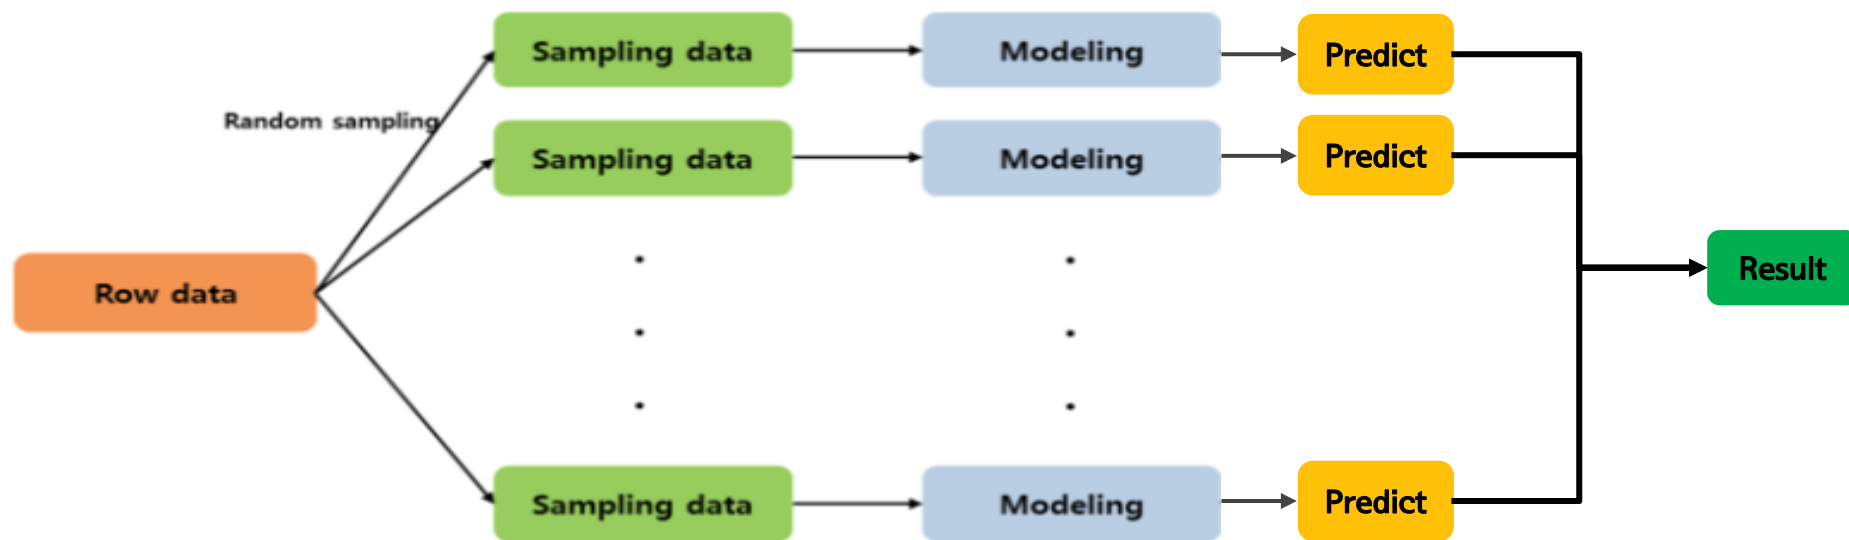 Sampling data
Modeling
Predict
Random sampling
Sampling data
Modeling
Predict
Row data
Result
Sampling data
Modeling
Predict